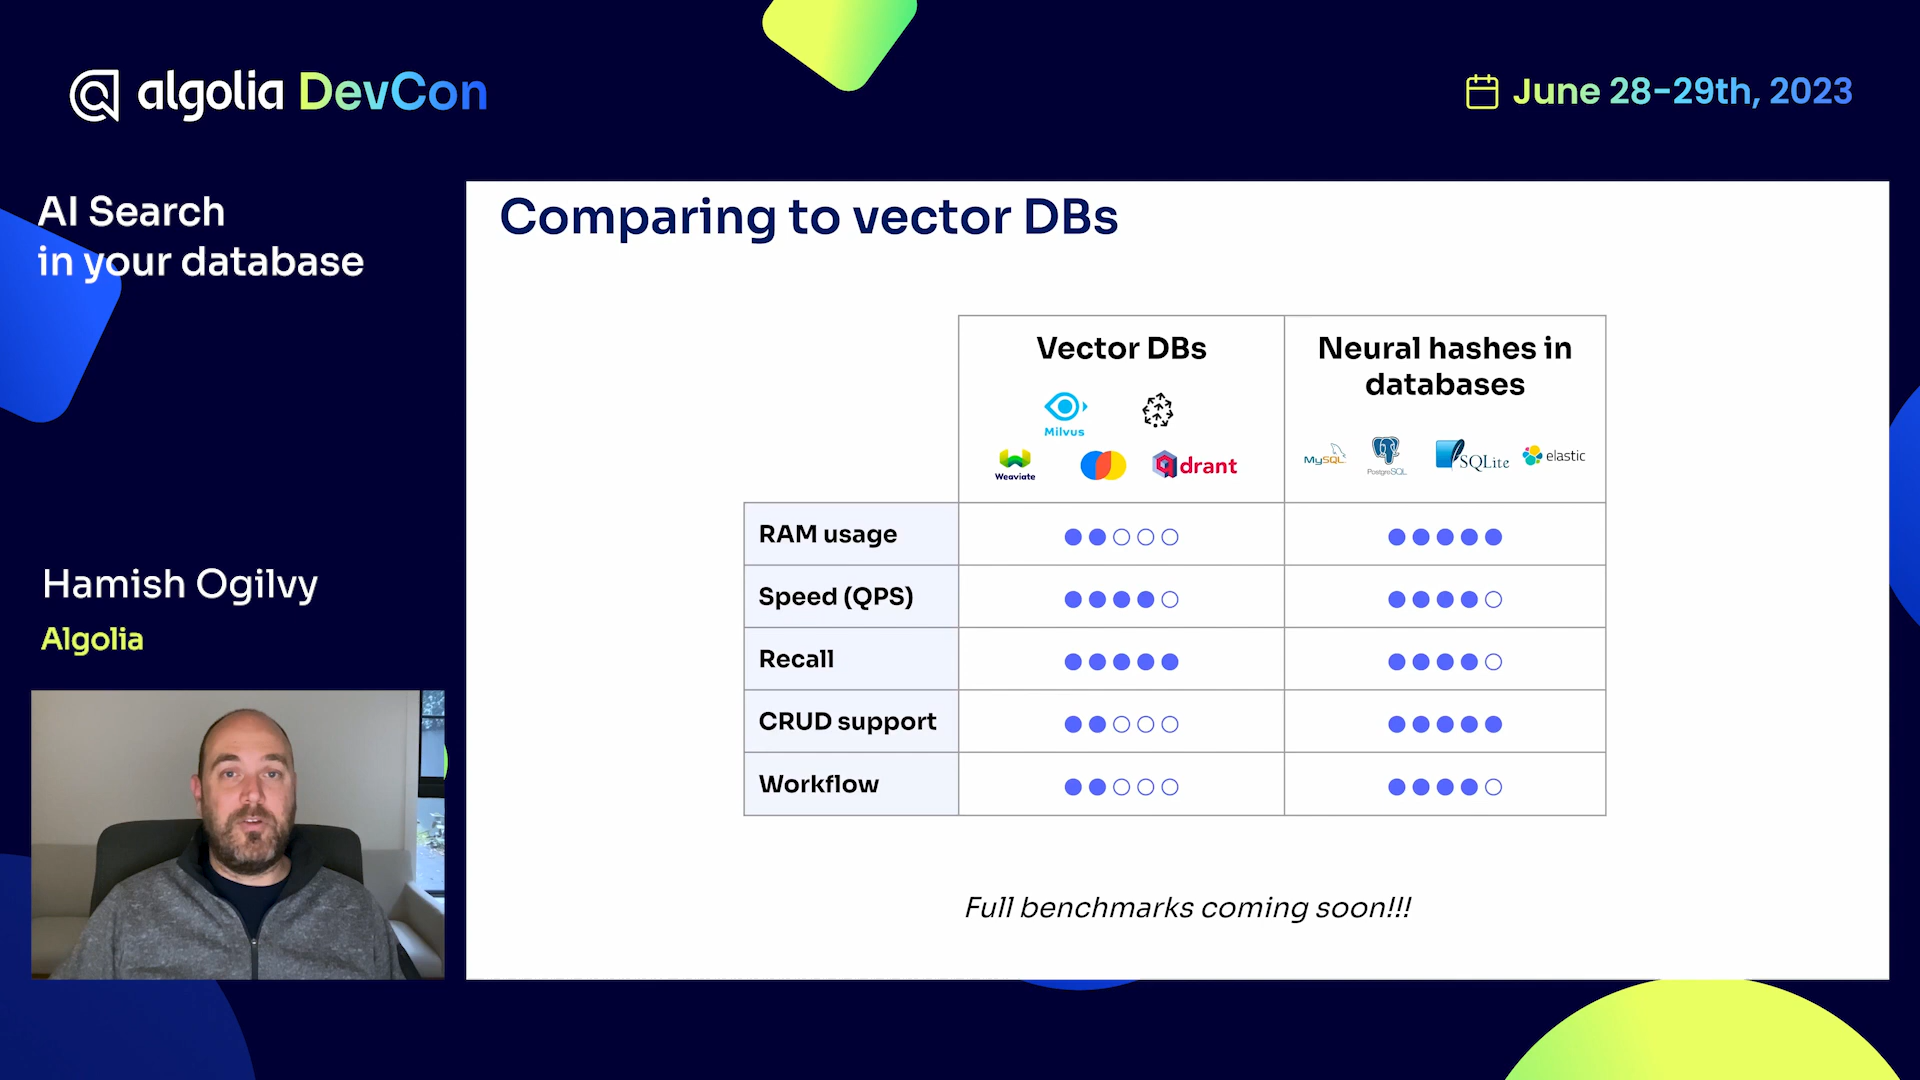 algolia DevCon
June 28-29th, 2023
AI Search
in your database
Hamish Ogilvy
Algolia
Comparing to vector DBs
Vector DBs
Neural hashes in
databases
Milvus
Weaviate
drant
MySQL
PostgreSQL
SQLite
elastic
RAM usage
Speed (QPS)
Recall
CRUD support
Workflow
Full benchmarks coming soon!!!